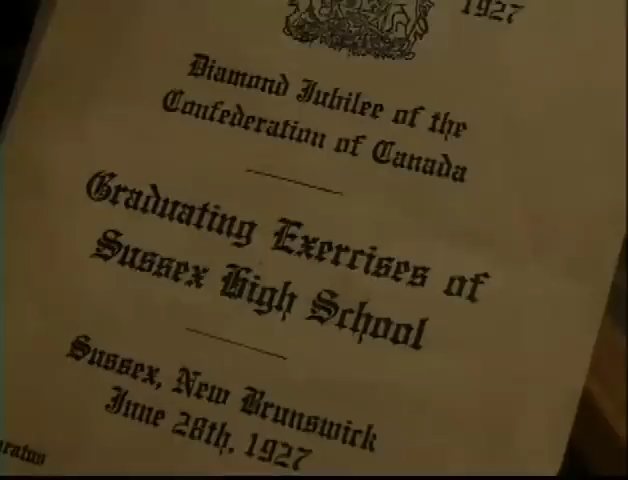 1927
Diamond Jubilee of the
Confederation of Canada
Graduating Exercises of
Sussex High School
Sussex, New Brunswick
June 28th, 1927